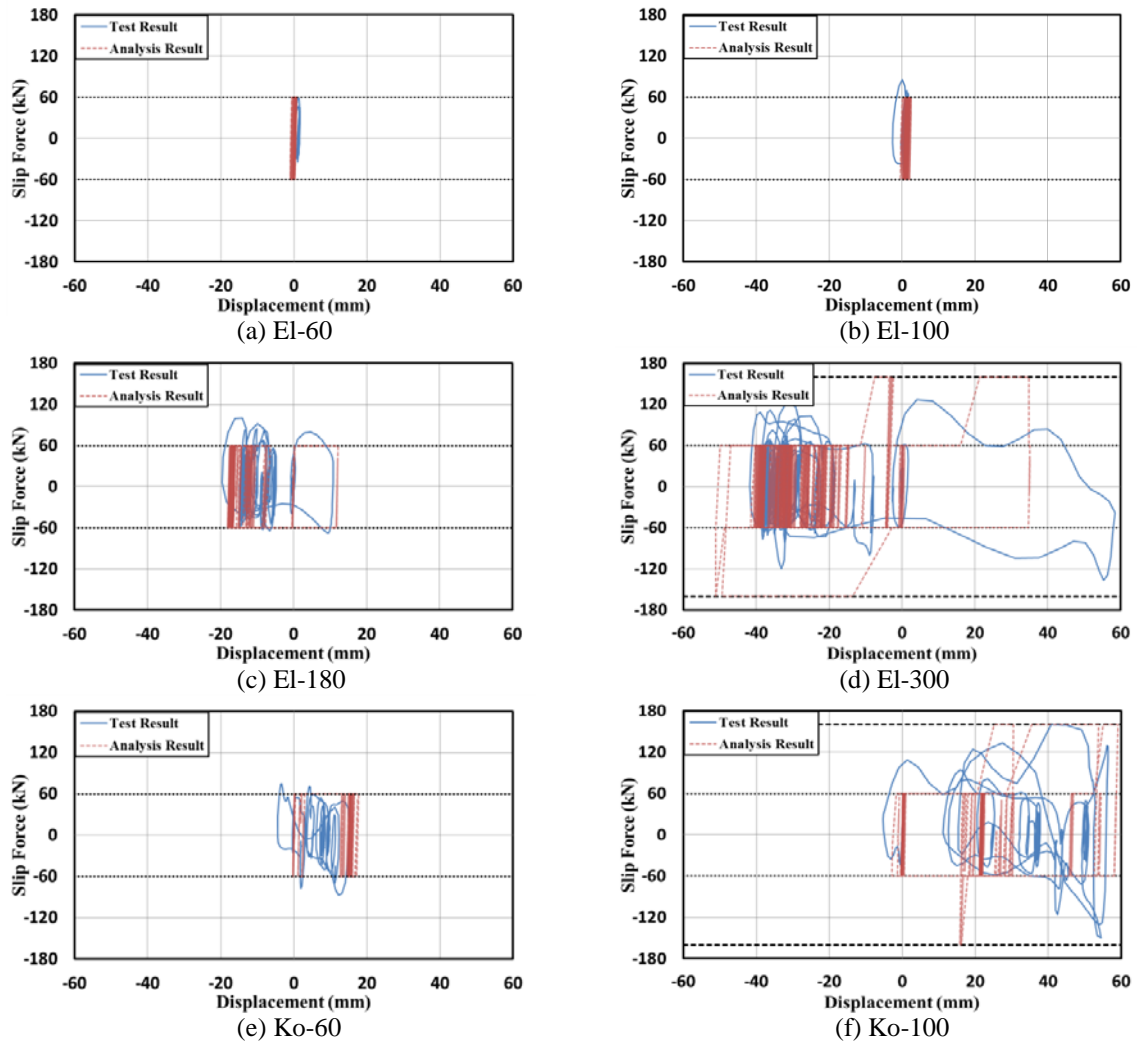 180
120
60
0
-60
-120
-180
Slip Force (kN)
Test Result
Analysis Result
-60 -40 -20 0 20 40 60
Displacement (mm)
(a) El-60
180
120
60
0
-60
-120
-180
Slip Force (kN)
Test Result
Analysis Result
-60 -40 -20 0 20 40 60
Displacement (mm)
(b) El-100
180
120
60
0
-60
-120
-180
Slip Force (kN)
Test Result
Analysis Result
-60 -40 -20 0 20 40 60
Displacement (mm)
(c) El-180
180
120
60
0
-60
-120
-180
Slip Force (kN)
Test Result
Analysis Result
-60 -40 -20 0 20 40 60
Displacement (mm)
(d) El-300
180
120
60
0
-60
-120
-180
Slip Force (kN)
Test Result
Analysis Result
-60 -40 -20 0 20 40 60
Displacement (mm)
(e) Ko-60
180
120
60
0
-60
-120
-180
Slip Force (kN)
Test Result
Analysis Result
-60 -40 -20 0 20 40 60
Displacement (mm)
(f) Ko-100